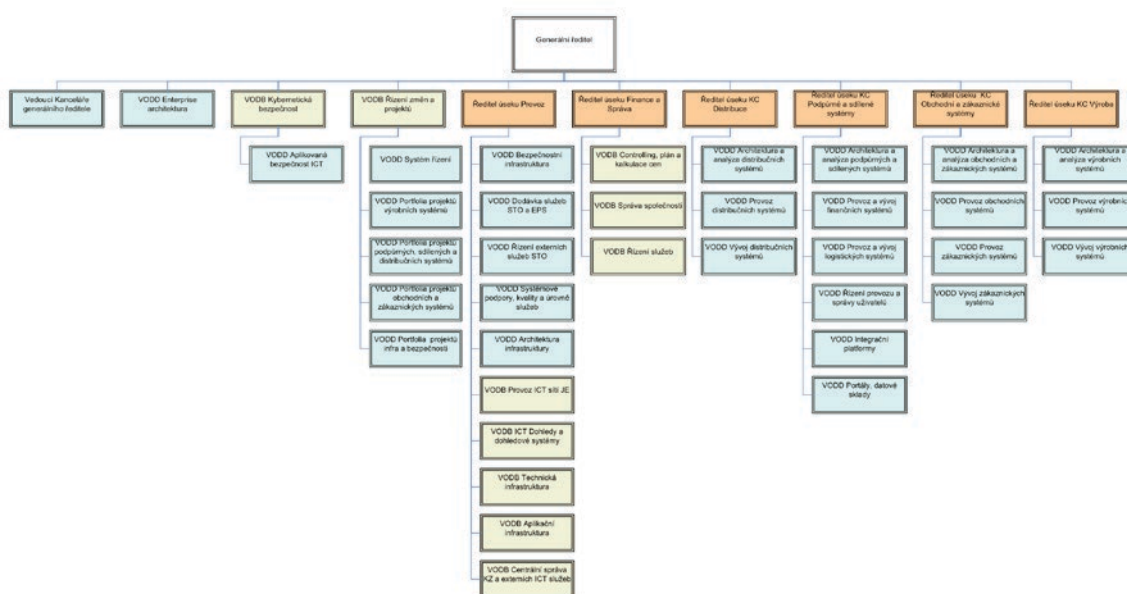 Generální ředitel
Vedoucí Kanceláře
generálního ředitele
VODD Enterprise
architektura
VODB Kybernetická
bezpečnost
VODB Řízení změn a
projektů
Ředitel úseku Provoz
Ředitel úseku Finance a
Správa
Ředitel úseku KC
Distribuce
Ředitel úseku KC
Podpůrné a sdílené
systémy
Ředitel úseku KC
Obchodní a zákaznické
systémy
Ředitel úseku KC Výroba
VODD Aplikovaná
bezpečnost ICT
VODD Systém řízení
VODD Portfolia projektů
výrobních systémů
VODD Portfolia projektů
podpůrných, sdílených a
distribučních systémů
VODD Portfolia projektů
obchodních a
zákaznických systémů
VODD Portfolia projektů
infra a bezpečnosti
VODD Bezpečnostní
infrastruktura
VODD Dodávka služeb
STO a EPS
VODD Řízení externích
služeb STO
VODD Systémové
podpory, kvality a úrovně
služeb
VODD Architektura
infrastruktury
VODB Provoz ICT sítí JE
VODB ICT Dohledy a
dohledové systémy
VODB Technická
infrastruktura
VODB Aplikační
infrastruktura
VODB Centrální správa
KZ a externích ICT služeb
VODB Controlling, plán a
kalkulace cen
VODB Správa společnosti
VODB Řízení služeb
VODD Architektura a
analýza distribučních
systémů
VODD Provoz
distribučních systémů
VODD Vývoj distribučních
systémů
VODD Architektura a
analýza podpůrných a
sdílených systémů
VODD Provoz a vývoj
finančních systémů
VODD Provoz a vývoj
logistických systémů
VODD Řízení provozu a
správy uživatelů
VODD Integrační
platformy
VODD Portály, datové
sklady
VODD Architektura a
analýza obchodních a
zákaznických systémů
VODD Provoz obchodních
systémů
VODD Provoz
zákaznických systémů
VODD Vývoj zákaznických
systémů
VODD Architektura a
analýza výrobních
systémů
VODD Provoz výrobních
systémů
VODD Vývoj výrobních
systémů